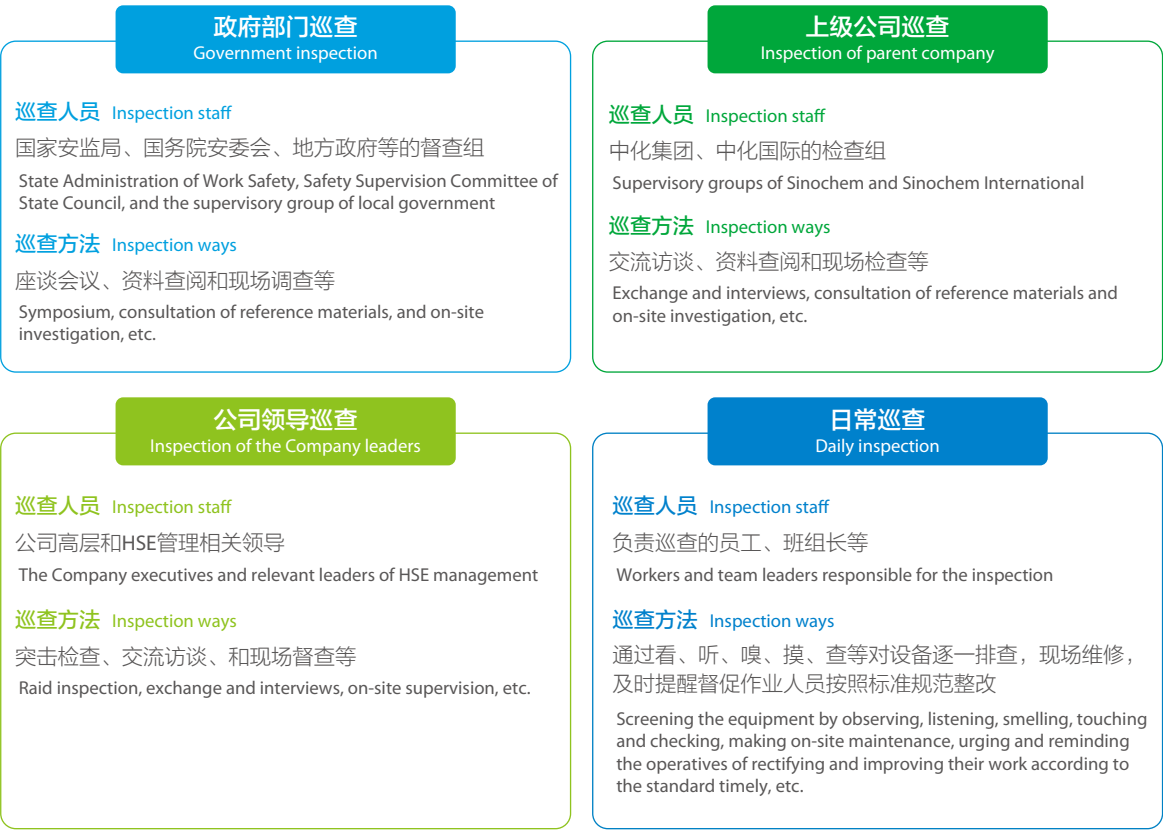 政府部门巡查
Government inspection
巡查人员 Inspection staff
国家安监局、国务院安委会、地方政府等的督查组
State Administration of Work Safety, Safety Supervision Committee of
State Council, and the supervisory group of local government
巡查方法 Inspection ways
座谈会议、资料查阅和现场调查等
Symposium, consultation of reference materials, and on-site
investigation, etc.
上级公司巡查
Inspection of parent company
巡查人员 Inspection staff
中化集团、中化国际的检查组
Supervisory groups of Sinochem and Sinochem International
巡查方法 Inspection ways
交流访谈、资料查阅和现场检查等
Exchange and interviews, consultation of reference materials and
on-site investigation, etc.
公司领导巡查
Inspection of the Company leaders
巡查人员 Inspection staff
公司高层和HSE管理相关领导
The Company executives and relevant leaders of HSE management
巡查方法 Inspection ways
突击检查、交流访谈、和现场督查等
Raid inspection, exchange and interviews, on-site supervision, etc.
日常巡查
Daily inspection
巡查人员 Inspection staff
负责巡查的员工、班组长等
Workers and team leaders responsible for the inspection
巡查方法 Inspection ways
通过看、听、嗅、摸、查等对设备逐一排查，现场维修，
及时提醒督促作业人员按照标准规范整改
Screening the equipment by observing, listening, smelling, touching
and checking, making on-site maintenance, urging and reminding
the operatives of rectifying and improving their work according to
the standard timely, etc.